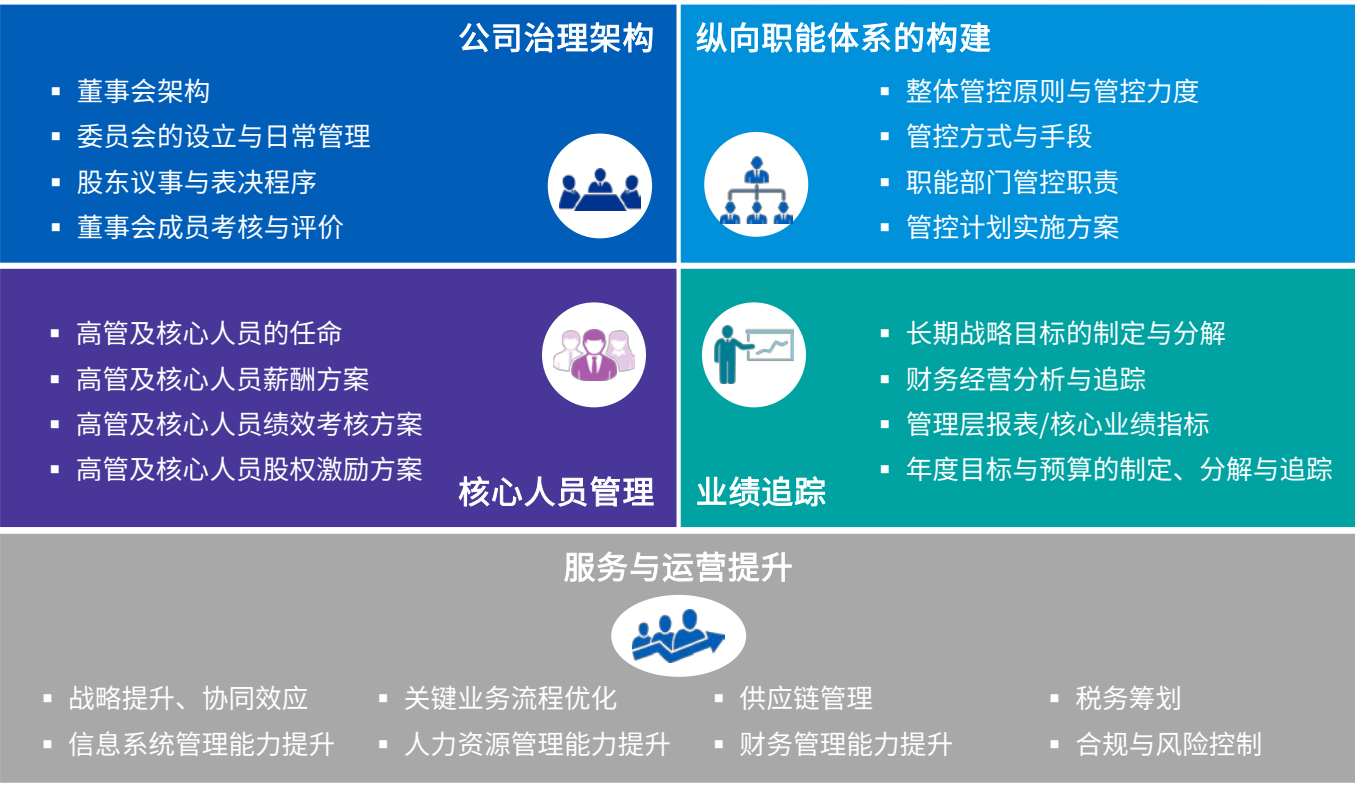 公司治理架构
▪ 董事会架构
▪ 委员会的设立与日常管理
▪ 股东议事与表决程序
▪ 董事会成员考核与评价
纵向职能体系的构建
▪ 整体管控原则与管控力度
▪ 管控方式与手段
▪ 职能部门管控职责
▪ 管控计划实施方案
▪ 高管及核心人员的任命
▪ 高管及核心人员薪酬方案
▪ 高管及核心人员绩效考核方案
▪ 高管及核心人员股权激励方案
核心人员管理
▪ 长期战略目标的制定与分解
▪ 财务经营分析与追踪
▪ 管理层报表/核心业绩指标
▪ 年度目标与预算的制定、分解与追踪
业绩追踪
服务与运营提升
▪ 战略提升、协同效应
▪ 关键业务流程优化
▪ 供应链管理
▪ 税务筹划
▪ 信息系统管理能力提升
▪ 人力资源管理能力提升
▪ 财务管理能力提升
▪ 合规与风险控制